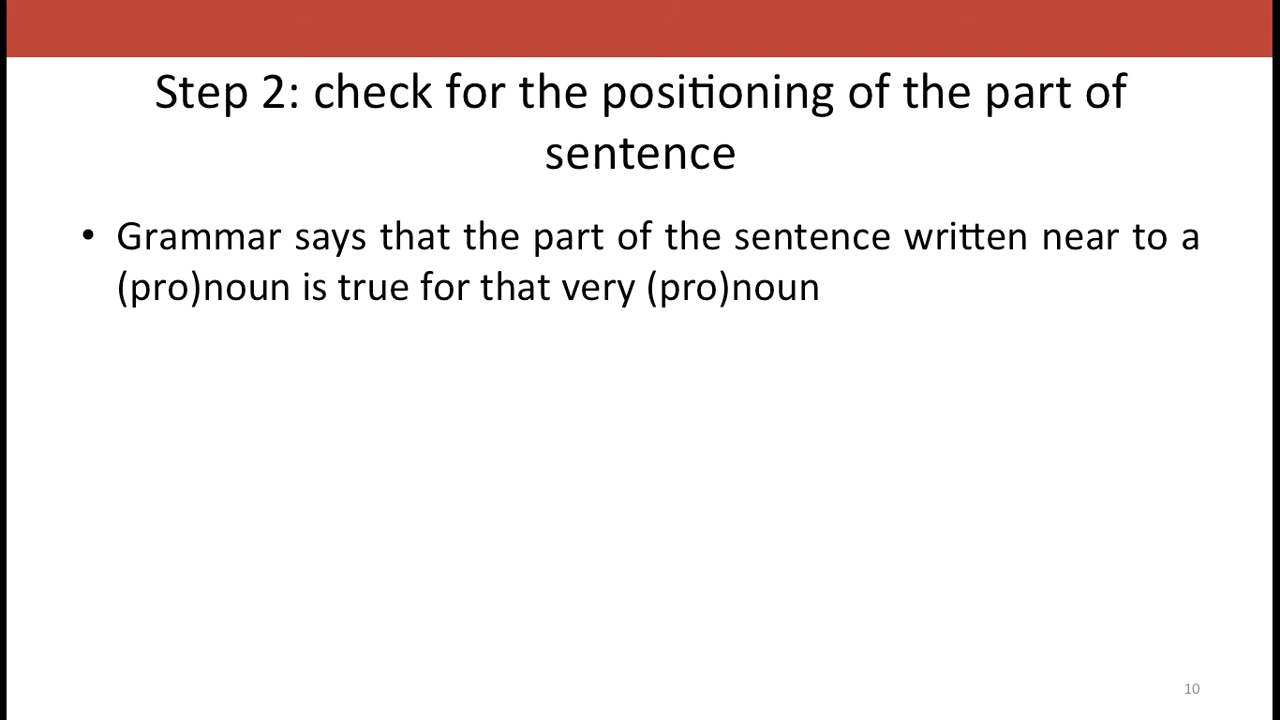 Step 2: check for the positioning of the part of
sentence
• Grammar says that the part of the sentence written near to a
(pro)noun is true for that very (pro)noun
10